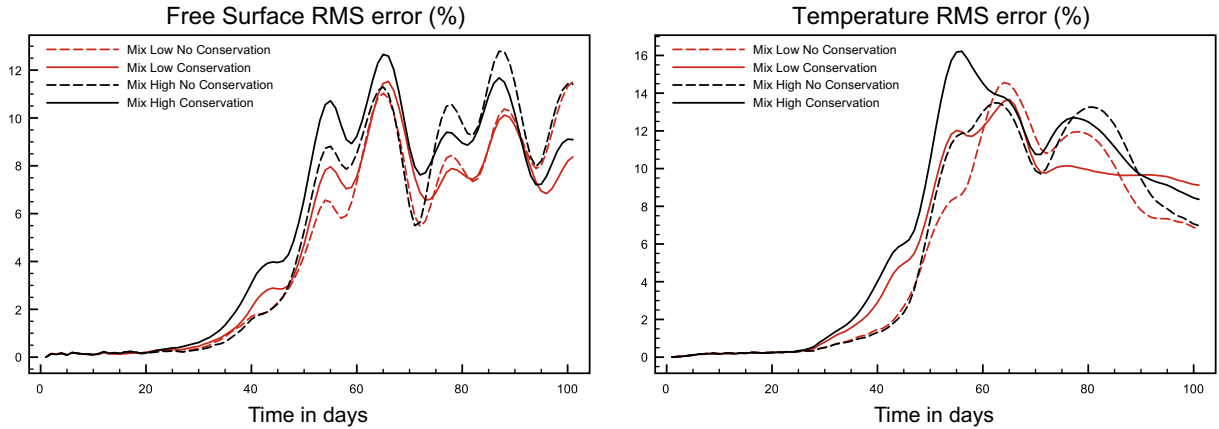 Free Surface RMS error (%)
Mix Low No Conservation
Mix Low Conservation
Mix High No Conservation
Mix High Conservation
12
10
8
6
4
2
0
0
20
40
60
80
100
Time in days
Temperature RMS error (%)
Mix Low No Conservation
Mix Low Conservation
Mix High No Conservation
Mix High Conservation
16
14
12
10
8
6
4
2
0
0
20
40
60
80
100
Time in days